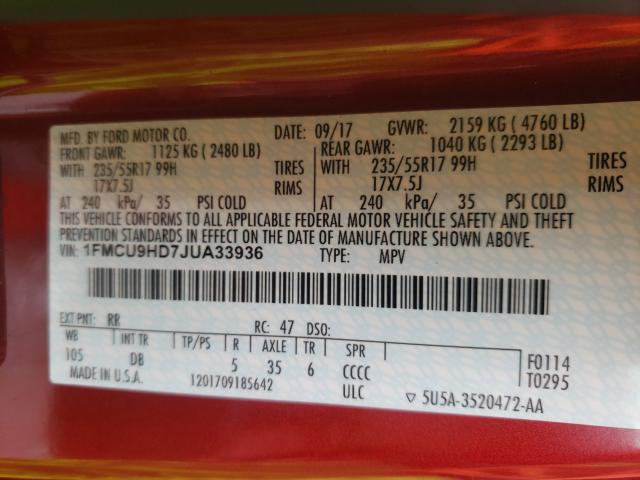 MFD. BY FORD MOTOR CO.
DATE: 09/17 GVWR: 2159 KG ( 4760 LB)
FRONT GAWR: 1125 KG ( 2480 LB)
REAR GAWR: 1040 KG ( 2293 LB)
WITH 235/55R17 99H TIRES
WITH 235/55R17 99H TIRES
17X7.5J RIMS
17X7.5J RIMS
AT 240 kPa/ 35 PSI COLD
AT 240 kPa/ 35 PSI COLD
THIS VEHICLE CONFORMS TO ALL APPLICABLE FEDERAL MOTOR VEHICLE SAFETY AND THEFT
PREVENTION STANDARDS IN EFFECT ON THE DATE OF MANUFACTURE SHOWN ABOVE.
VIN: 1FMCU9HD7JUA33936 TYPE: MPV
EXT PNT: RR RC: 47 DSO:
WB INT TR TP/PS R AXLE TR SPR
105 DB 5 35 6 CCCC
F0114
T0295
MADE IN U.S.A. 1201709185642 ULC
▽ 5U5A-3520472-AA